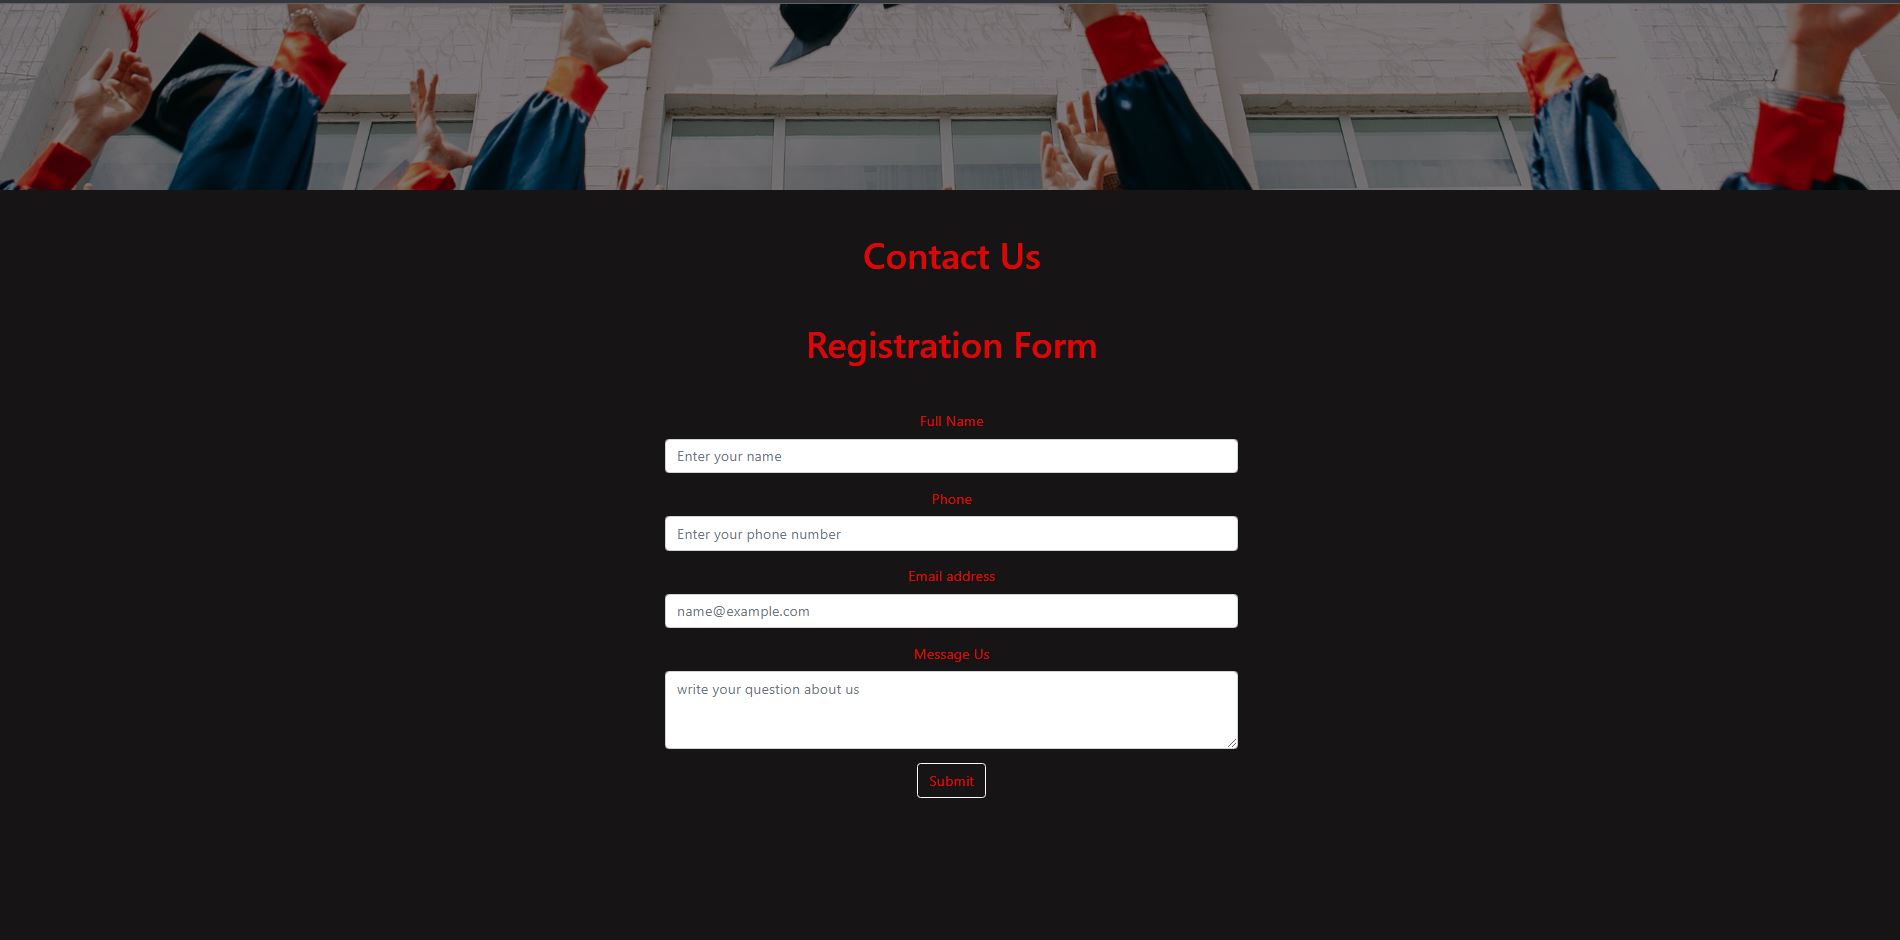 Contact Us
Registration Form
Full Name
Enter your name
Phone
Enter your phone number
Email address
name@example.com
Message Us
write your question about us
Submit